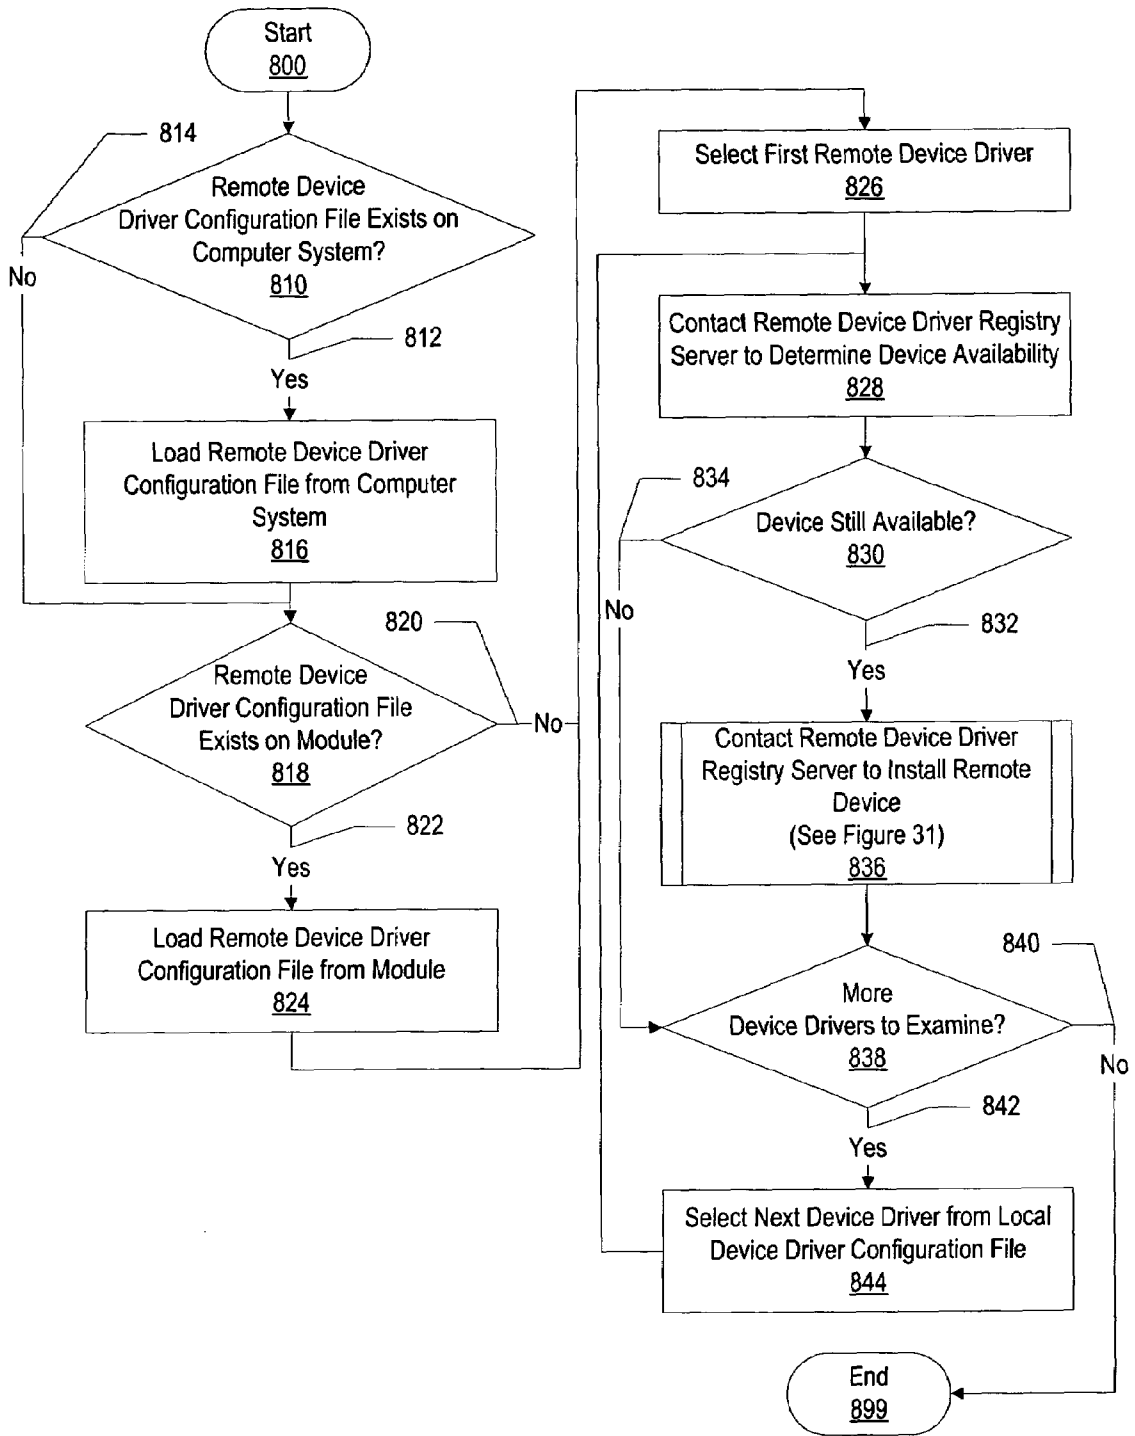 Start
800
814
Remote Device
Driver Configuration File Exists on
Computer System?
810
No
812
Yes
Load Remote Device Driver
Configuration File from Computer
System
816
820
Remote Device
Driver Configuration File
Exists on Module?
818
No
822
Yes
Load Remote Device Driver
Configuration File from Module
824
Select First Remote Device Driver
826
Contact Remote Device Driver Registry
Server to Determine Device Availability
828
834
Device Still Available?
830
No
832
Yes
Contact Remote Device Driver
Registry Server to Install Remote
Device
(See Figure 31)
836
840
More
Device Drivers to Examine?
838
No
842
Yes
Select Next Device Driver from Local
Device Driver Configuration File
844
End
899